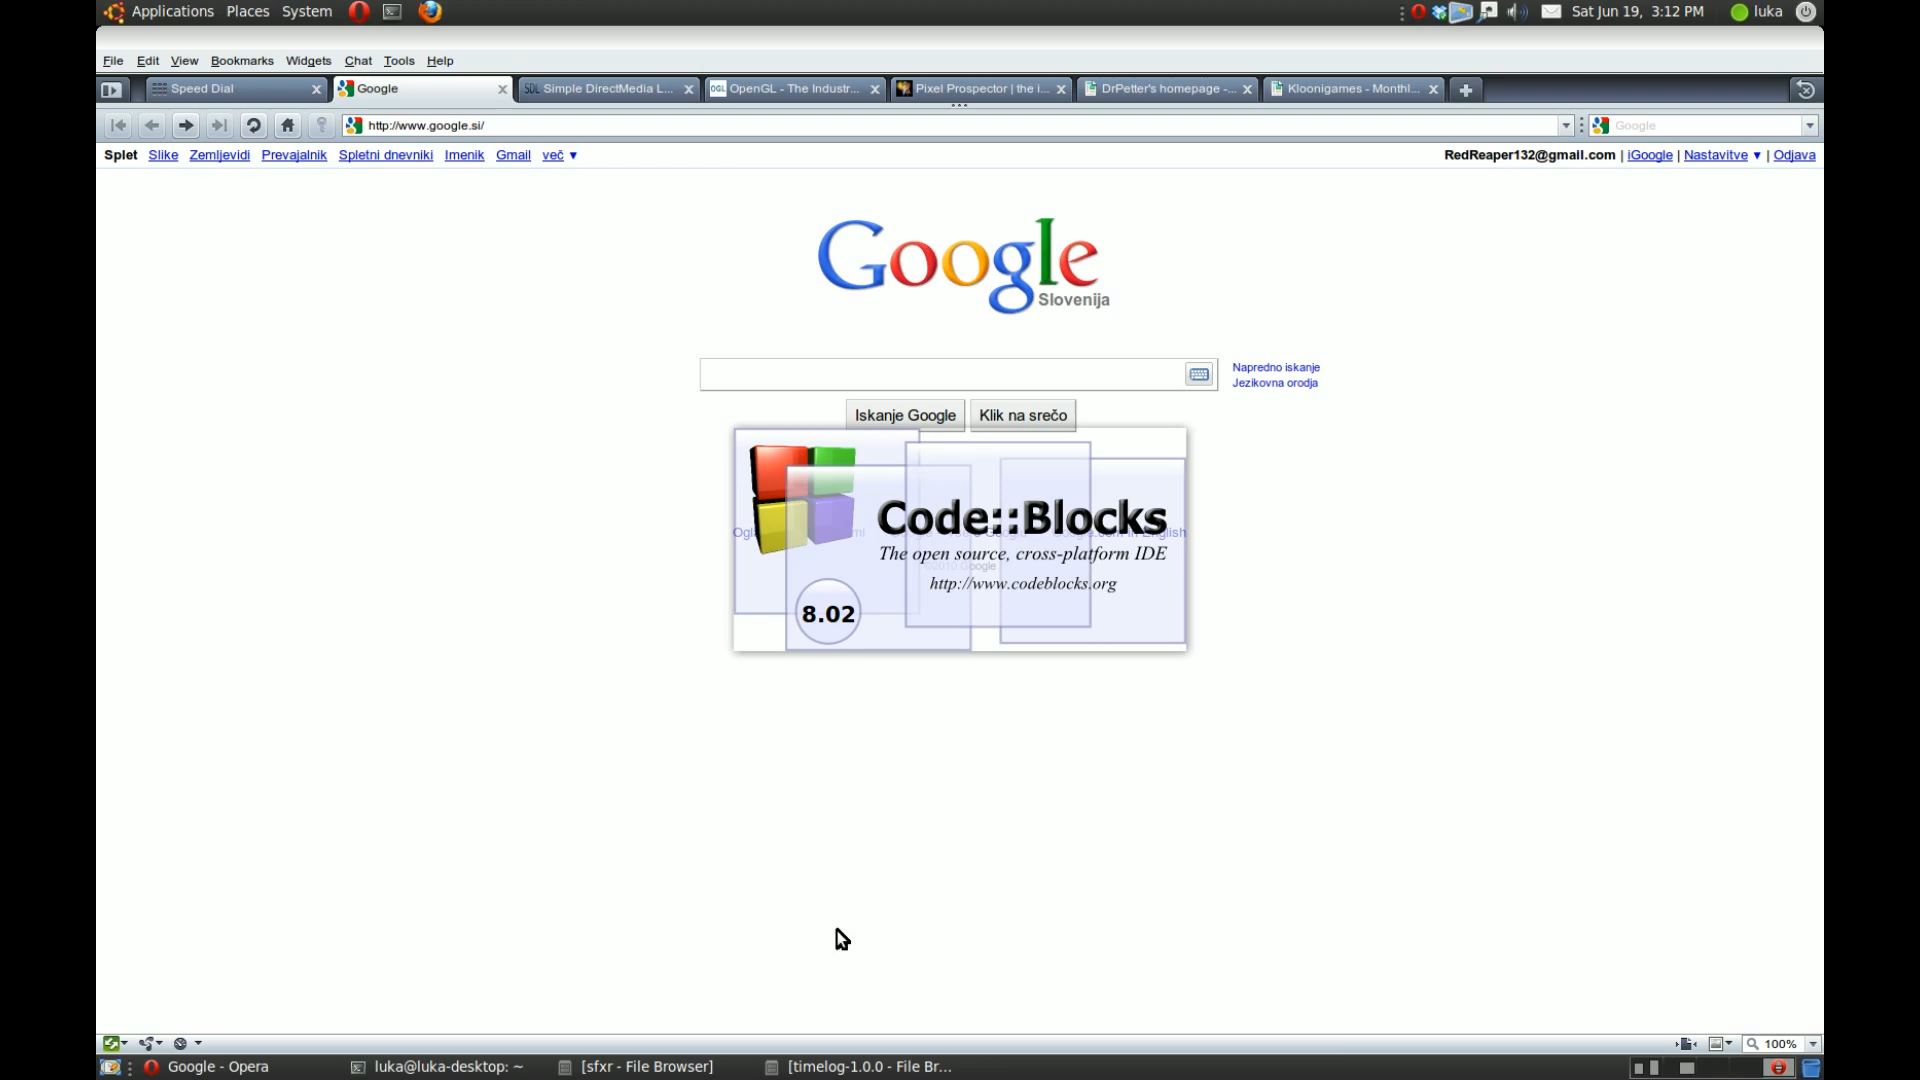 Applications Places System Sat Jun 19, 3:12 PM luka
File Edit View Bookmarks Widgets Chat Tools Help
Speed Dial Google SDL Simple DirectMedia L... OGL OpenGL - The Industr... Pixel Prospector | the i... DrPetter's homepage -... Kloonigames - Monthl...
http://www.google.si/ Google
Splet Slike Zemljevidi Prevajalnik Spletni dnevniki Imenik Gmail več ▼ RedReaper132@gmail.com | iGoogle | Nastavitve ▼ | Odjava
Google
Slovenija
Napredno iskanje
Jezikovna orodja
Iskanje Google Klik na srečo
Code::Blocks
The open source, cross-platform IDE
©2010 Google
http://www.codeblocks.org
8.02
100%
Google - Opera luka@luka-desktop: ~ [sfxr - File Browser] [timelog-1.0.0 - File Br...